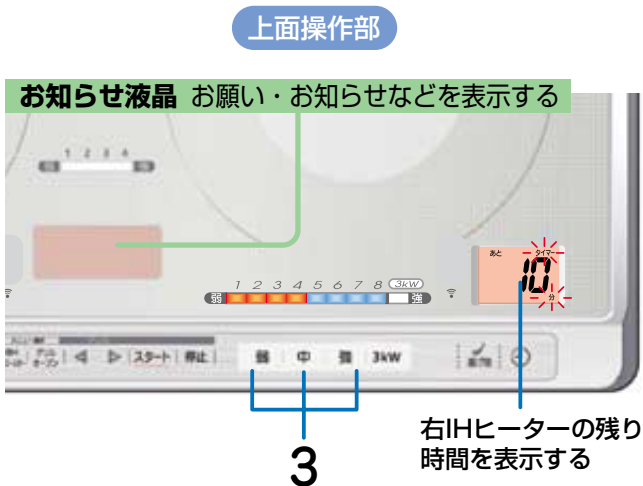 上面操作部
お知らせ液晶 お願い・お知らせなどを表示する
1 2 3 4
あと タイマー
10
分
1 2 3 4 5 6 7 8 3kW
弱 強
スタート 停止 弱 中 強 3kW
右IHヒーターの残り
時間を表示する
3